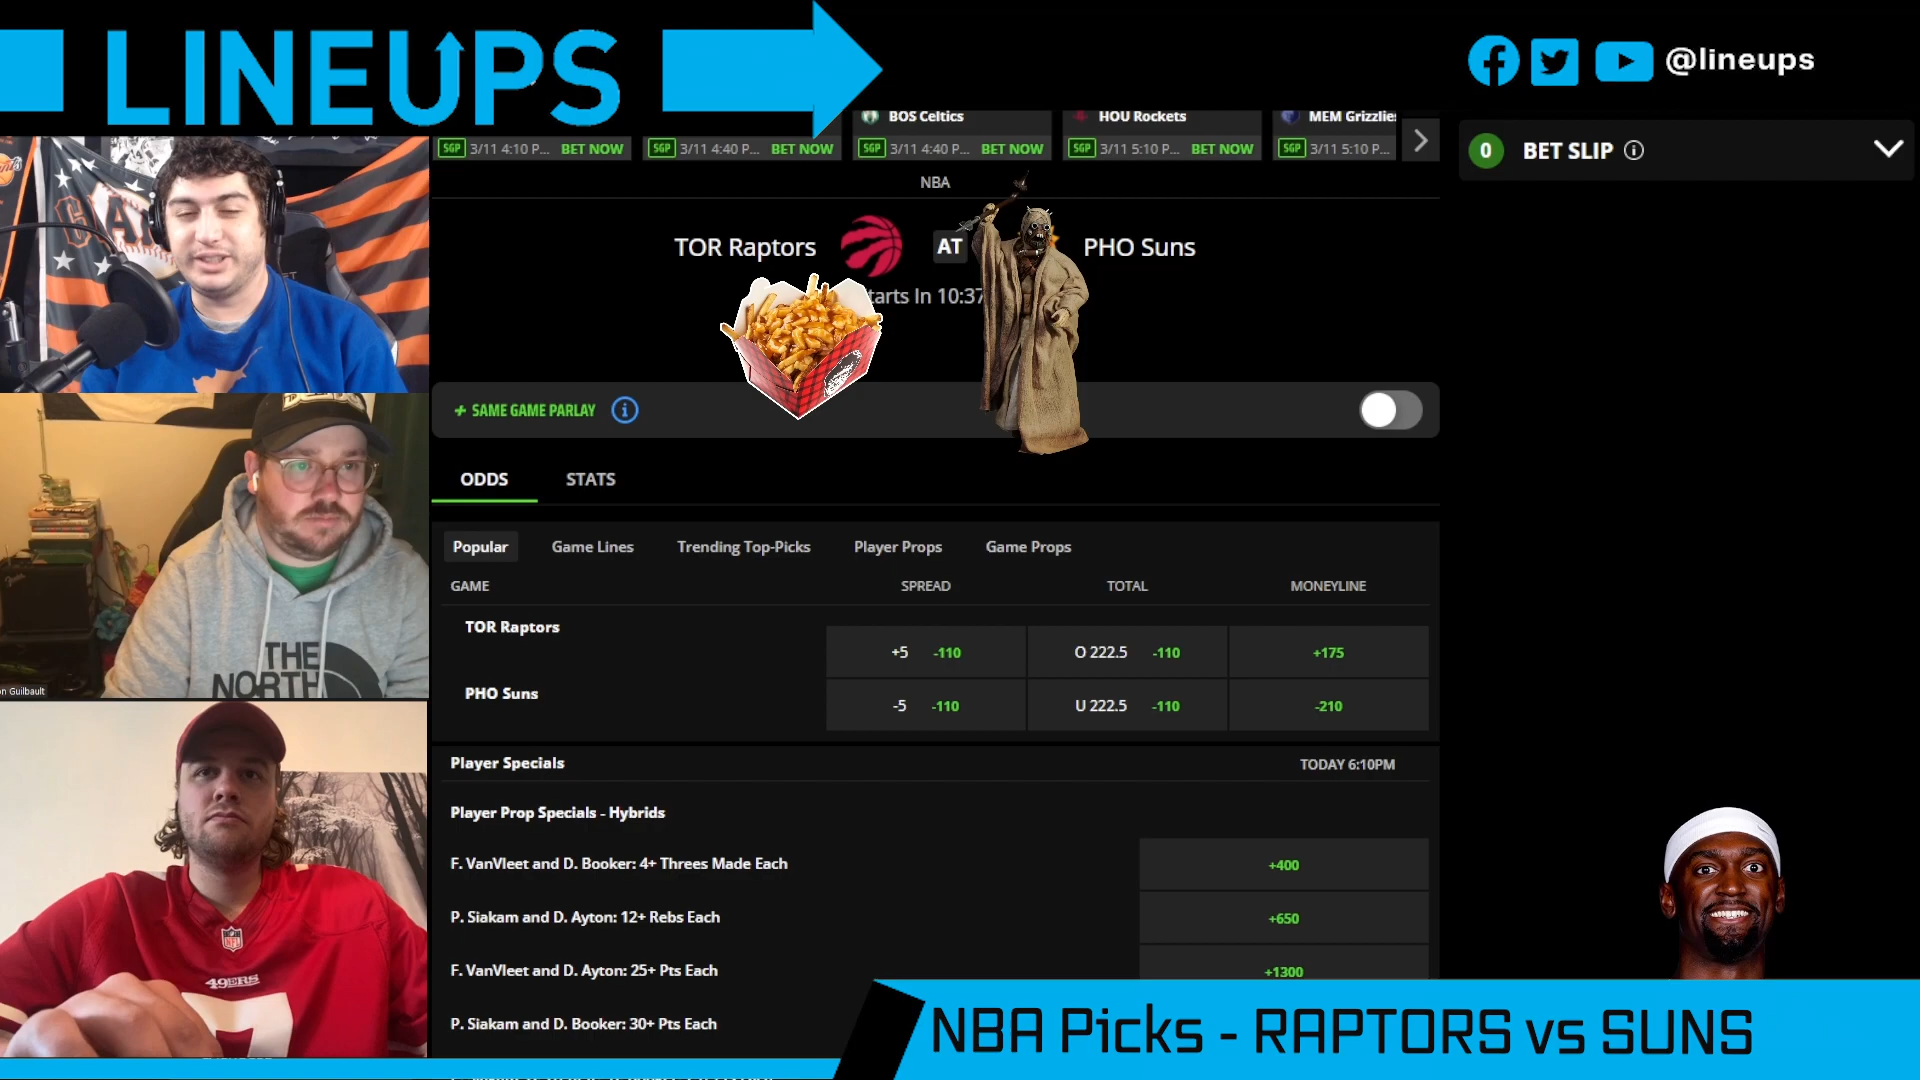 LINEUPS
@lineups
BOS Celtics
HOU Rockets
SGP 3/11 4:10 P... BET NOW
SGP 3/11 4:40 P... BET NOW
SGP 3/11 4:40 P... BET NOW
SGP 3/11 5:10 P... BET NOW
SGP 3/11 5:10 P...
0 BET SLIP
NBA
TOR Raptors AT PHO Suns
tarts In 10:37
+ SAME GAME PARLAY
ODDS STATS
Popular Game Lines Trending Top-Picks Player Props Game Props
GAME SPREAD TOTAL MONEYLINE
TOR Raptors
+5 -110 O 222.5 -110 +175
PHO Suns
-5 -110 U 222.5 -110 -210
Player Specials TODAY 6:10PM
Player Prop Specials - Hybrids
F. VanVleet and D. Booker: 4+ Threes Made Each +400
P. Siakam and D. Ayton: 12+ Rebs Each +650
F. VanVleet and D. Ayton: 25+ Pts Each +1300
P. Siakam and D. Booker: 30+ Pts Each
NBA Picks - RAPTORS vs SUNS
THE
NORTH
Guilbault
NFL
49ERS